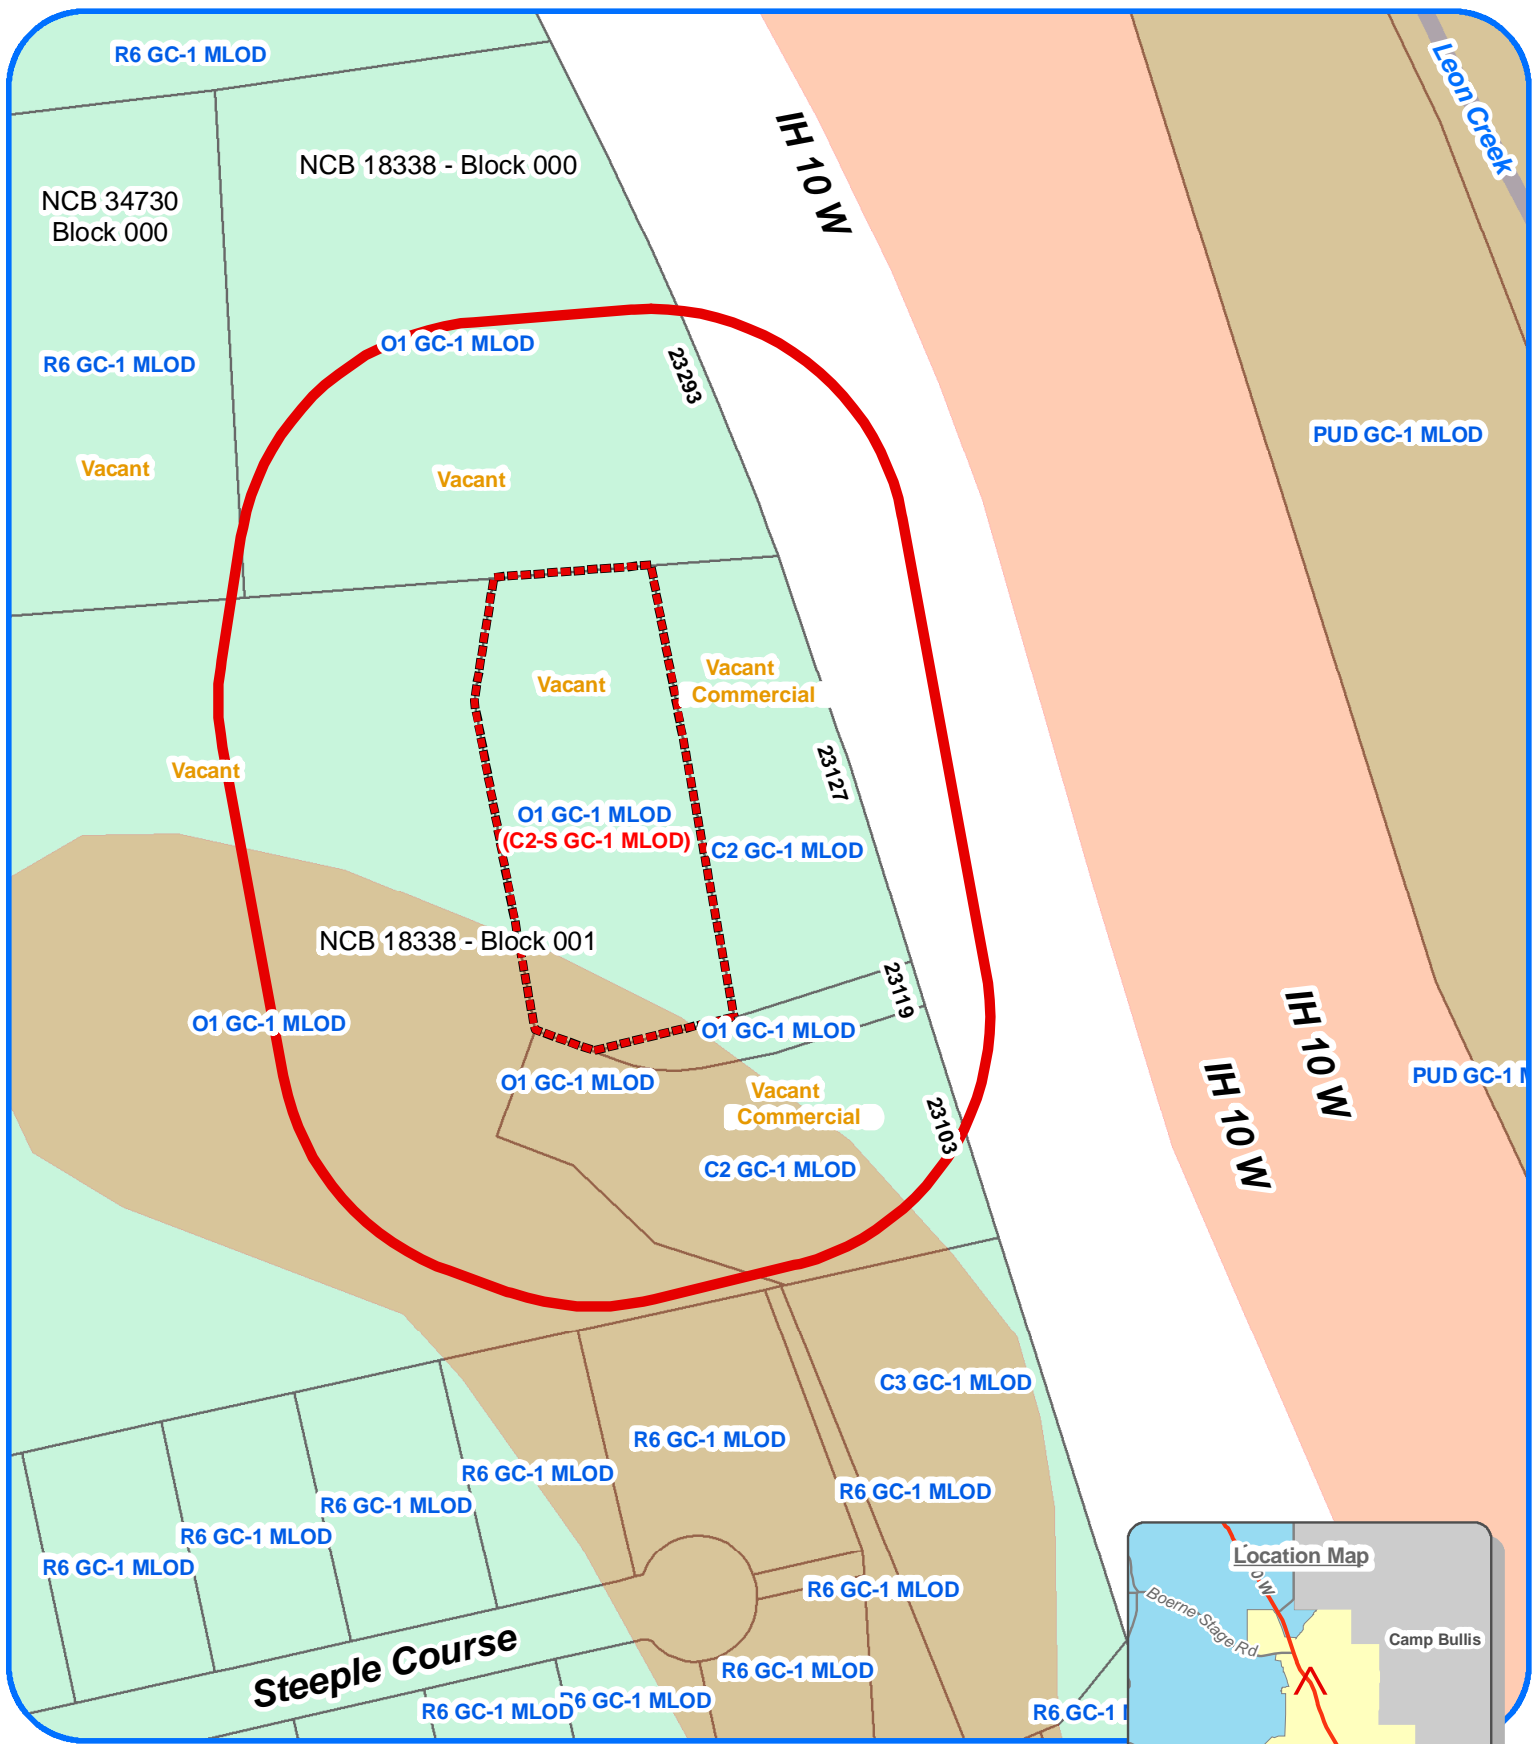 R6 GC-1 MLOD
Leon Creek
IH 10 W
NCB 18338 - Block 000
NCB 34730
Block 000
O1 GC-1 MLOD
R6 GC-1 MLOD
23293
PUD GC-1 MLOD
Vacant
Vacant
Vacant
Vacant
Commercial
Vacant
23127
O1 GC-1 MLOD
(C2-S GC-1 MLOD)
C2 GC-1 MLOD
NCB 18338 - Block 001
23119
O1 GC-1 MLOD
O1 GC-1 MLOD
IH 10 W
IH 10 W
PUD GC-1 M
O1 GC-1 MLOD
Vacant
Commercial
23103
C2 GC-1 MLOD
C3 GC-1 MLOD
R6 GC-1 MLOD
R6 GC-1 MLOD
R6 GC-1 MLOD
R6 GC-1 MLOD
R6 GC-1 MLOD
R6 GC-1 MLOD
R6 GC-1 MLOD
Steeple Course
R6 GC-1 MLOD
R6 GC-1 MLOD
R6 GC-1 MLOD
R6 GC-1
Location Map
0 W
Boerne Stage Rd
Camp Bullis